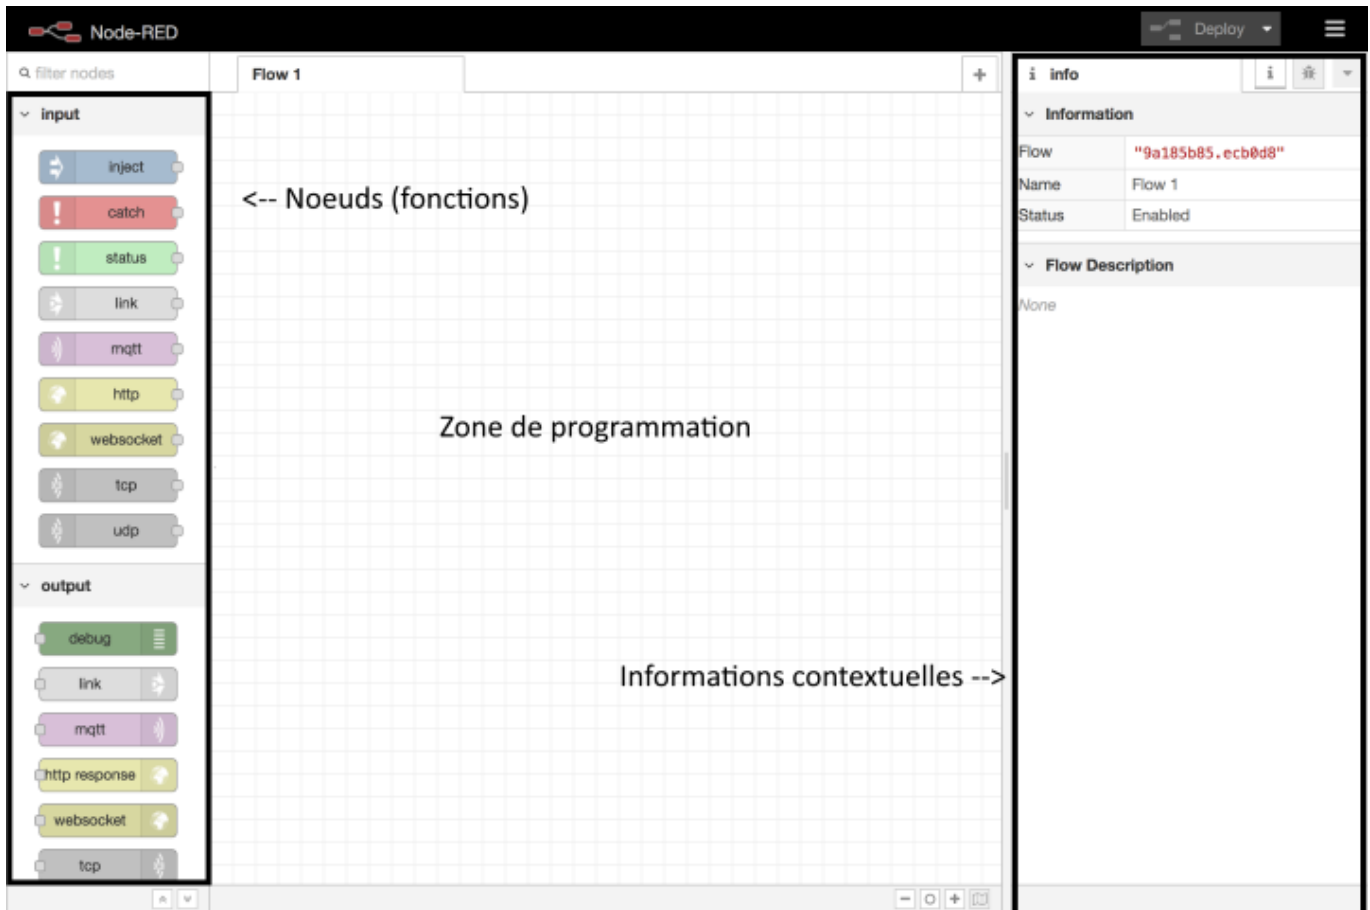 Node-RED
Deploy
filter nodes
Flow 1
i info
i
input
inject
catch
status
link
mqtt
http
websocket
tcp
udp
output
debug
link
mqtt
http response
websocket
tcp
<-- Noeuds (fonctions)
Zone de programmation
Informations contextuelles -->
Information
Flow "9a185b85.ecb0d8"
Name Flow 1
Status Enabled
Flow Description
None